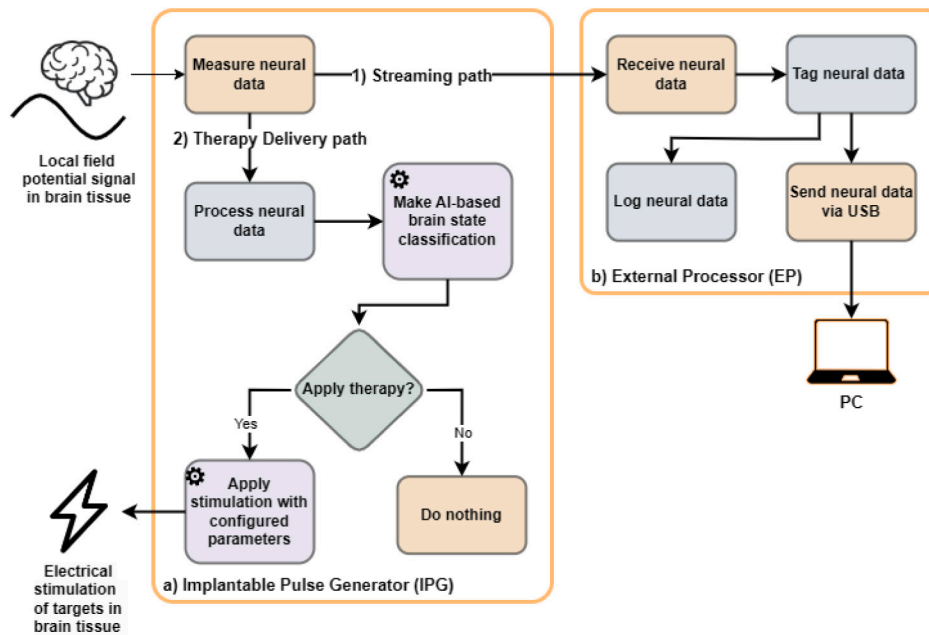 Measure neural
data
1) Streaming path
Receive neural
data
Tag neural data
2) Therapy Delivery path
Local field
potential signal
in brain tissue
Process neural
data
Make AI-based
brain state
classification
Log neural data
Send neural data
via USB
b) External Processor (EP)
Apply therapy?
PC
Yes
No
Apply
stimulation with
configured
parameters
Do nothing
Electrical
stimulation
of targets in
brain tissue
a) Implantable Pulse Generator (IPG)